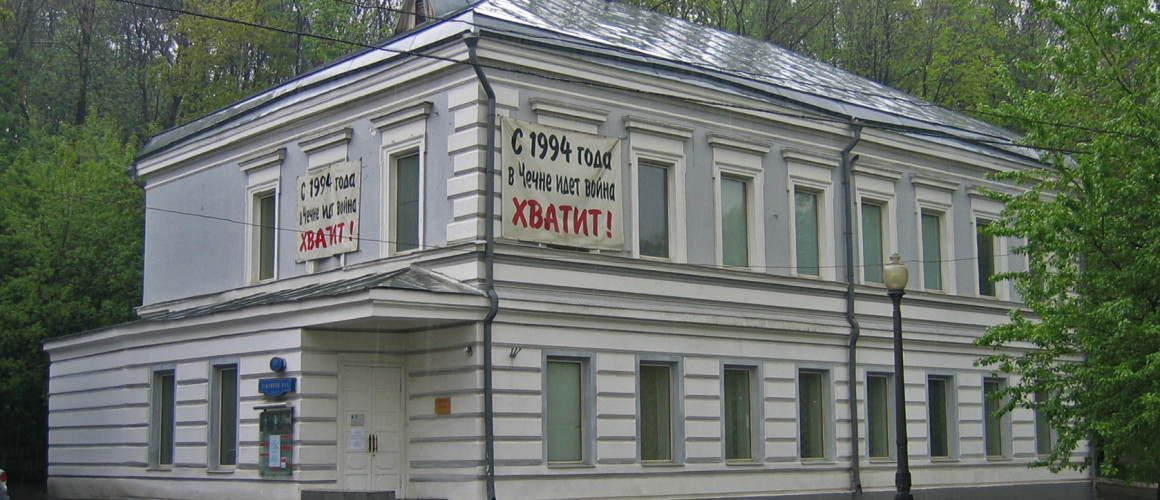 С 1994 года
в Чечне идет война
ХВАТИТ!
С 1994 года
в Чечне идет война
ХВАТИТ!